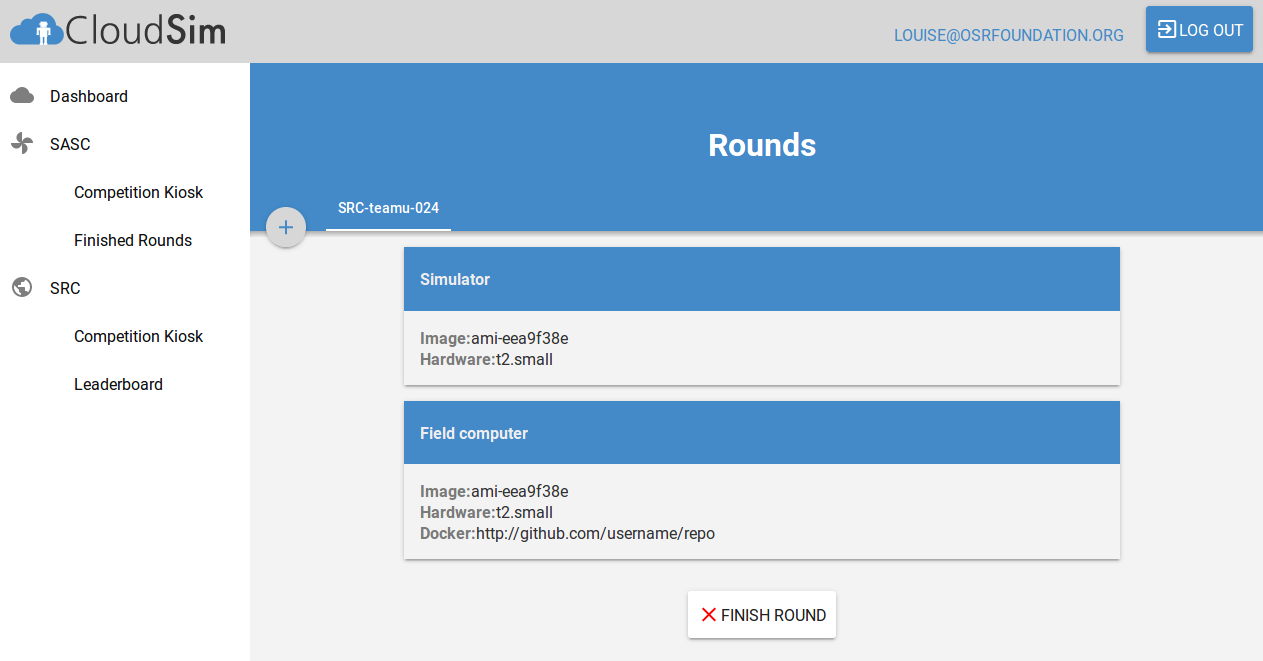 CloudSim
LOUISE@OSRFOUNDATION.ORG
LOG OUT
Dashboard
SASC
Competition Kiosk
Finished Rounds
SRC
Competition Kiosk
Leaderboard
Rounds
+
SRC-teamu-024
Simulator
Image:ami-eea9f38e
Hardware:t2.small
Field computer
Image:ami-eea9f38e
Hardware:t2.small
Docker:http://github.com/username/repo
FINISH ROUND